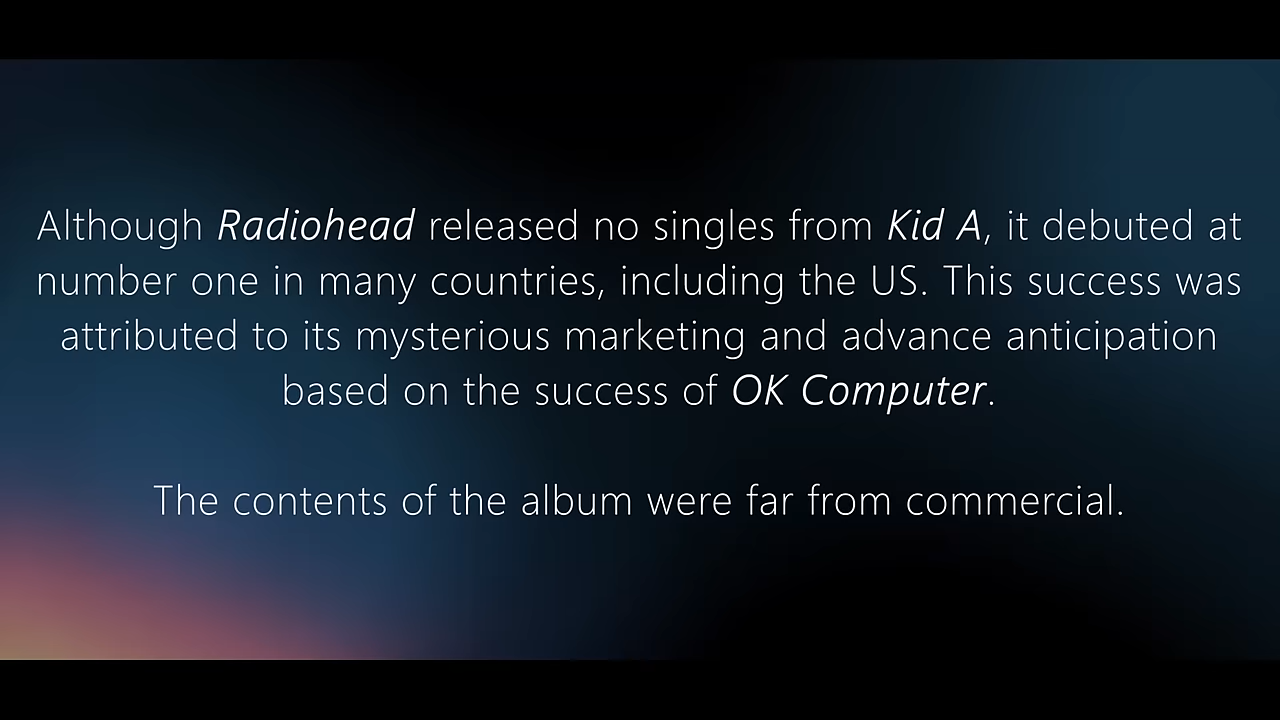 Although Radiohead released no singles from Kid A, it debuted at
number one in many countries, including the US. This success was
attributed to its mysterious marketing and advance anticipation
based on the success of OK Computer.
The contents of the album were far from commercial.